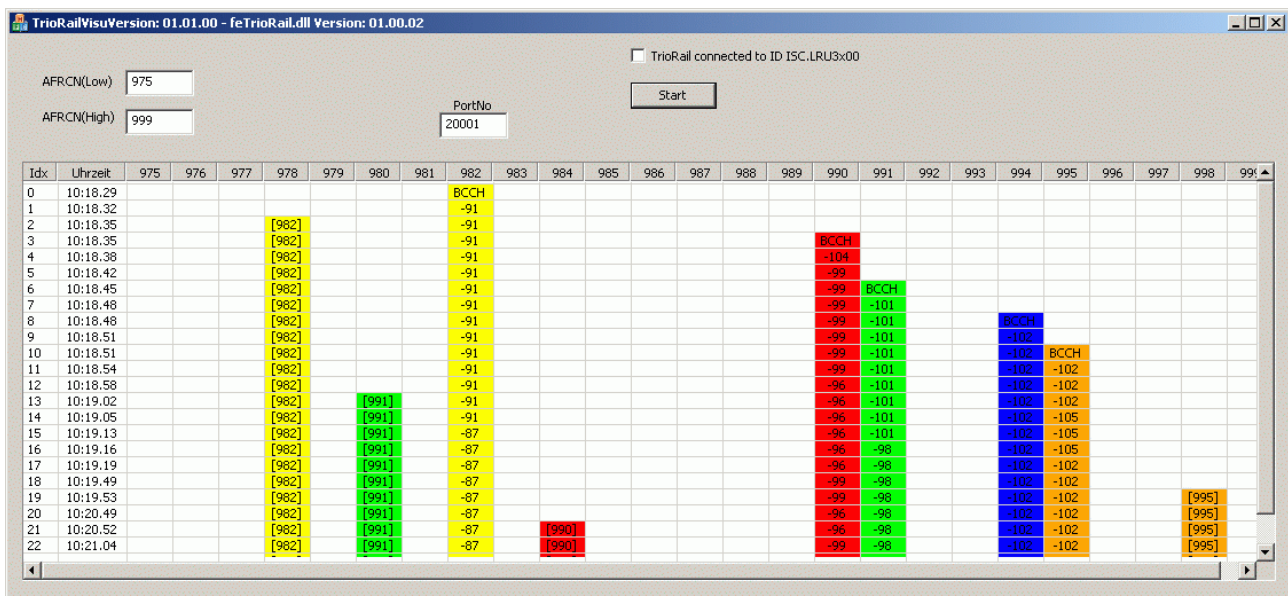 TrioRailVisuVersion: 01.01.00 - feTrioRail.dll Version: 01.00.02
TrioRail connected to ID ISC.LRU3x00
AFRCN(Low) 975
Start
AFRCN(High) 999
PortNo
20001
Idx Uhrzeit 975 976 977 978 979 980 981 982 983 984 985 986 987 988 989 990 991 992 993 994 995 996 997 998
0 10:18.29 BCCH
1 10:18.32 -91
2 10:18.35 [982] -91
3 10:18.35 [982] -91 BCCH
4 10:18.38 [982] -91 -104
5 10:18.42 [982] -91 -99
6 10:18.45 [982] -91 -99 BCCH
7 10:18.48 [982] -91 -99 -101
8 10:18.48 [982] -91 -99 -101 BCCH
9 10:18.51 [982] -91 -99 -101 -102
10 10:18.51 [982] -91 -99 -101 -102 BCCH
11 10:18.54 [982] -91 -99 -101 -102 -102
12 10:18.58 [982] -91 -96 -101 -102 -102
13 10:19.02 [982] [991] -91 -96 -101 -102 -102
14 10:19.05 [982] [991] -91 -96 -101 -102 -105
15 10:19.13 [982] [991] -87 -96 -101 -102 -105
16 10:19.16 [982] [991] -87 -96 -98 -102 -105
17 10:19.19 [982] [991] -87 -96 -98 -102 -102
18 10:19.49 [982] [991] -87 -99 -98 -102 -102
19 10:19.53 [982] [991] -87 -99 -98 -102 -102 [995]
20 10:20.49 [982] [991] -87 -96 -98 -102 -102 [995]
21 10:20.52 [982] [991] -87 [990] -96 -98 -102 -102 [995]
22 10:21.04 [982] [991] -87 [990] -99 -98 -102 -102 [995]